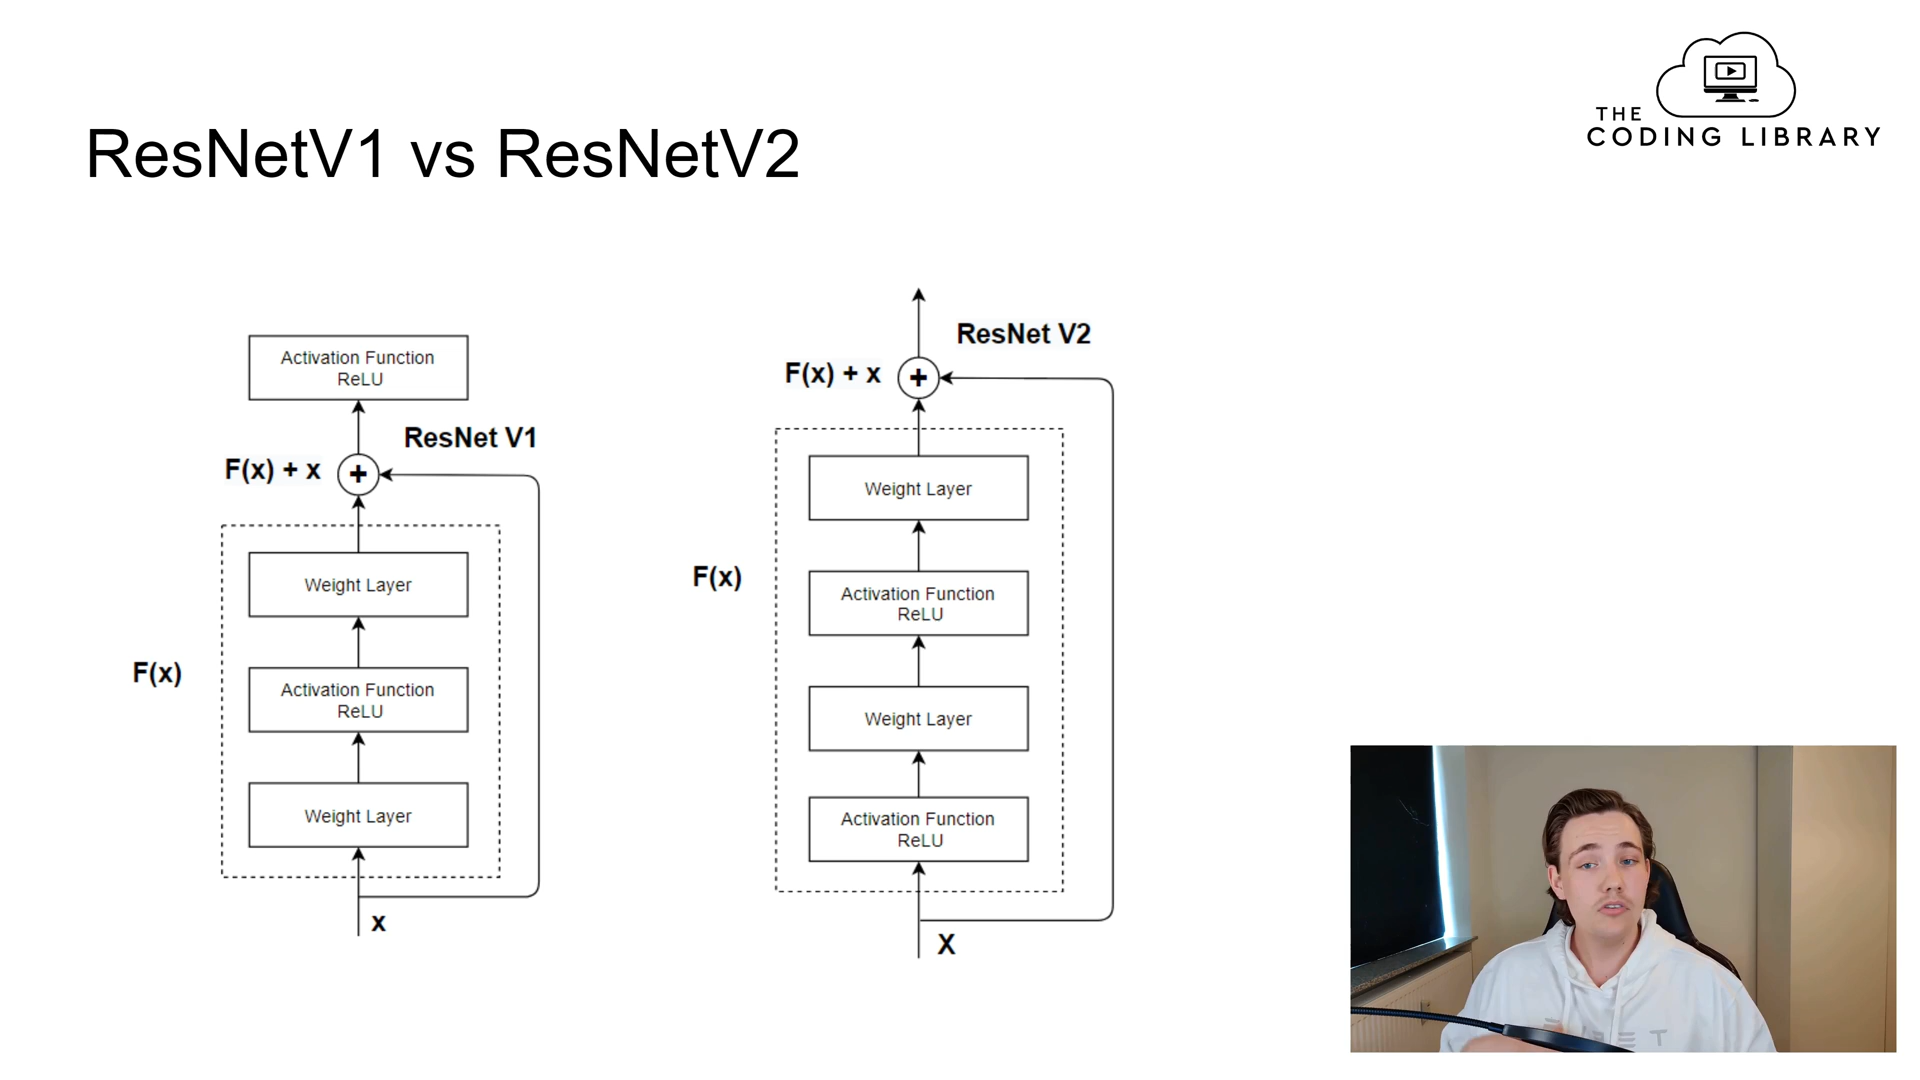 THE
CODING LIBRARY
ResNetV1 vs ResNetV2
Activation Function
ReLU
ResNet V1
F(x) + x
+
Weight Layer
F(x)
Activation Function
ReLU
Weight Layer
x
ResNet V2
F(x) + x
+
Weight Layer
F(x)
Activation Function
ReLU
Weight Layer
Activation Function
ReLU
X